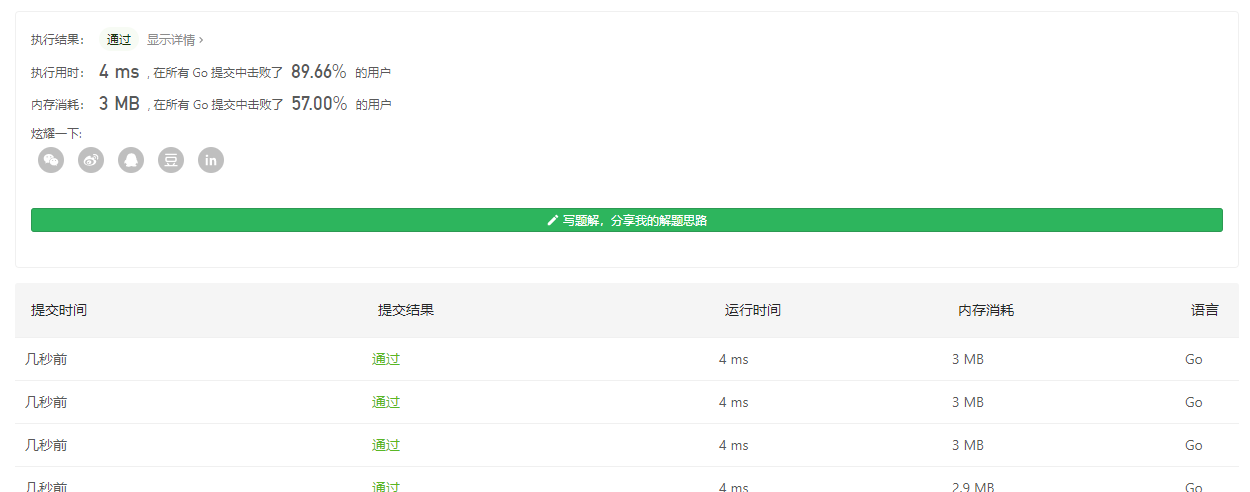 执行结果： 通过 显示详情 ›
执行用时： 4 ms , 在所有 Go 提交中击败了 89.66% 的用户
内存消耗： 3 MB , 在所有 Go 提交中击败了 57.00% 的用户
炫耀一下:
豆 in
写题解，分享我的解题思路
提交时间 提交结果 运行时间 内存消耗 语言
几秒前 通过 4 ms 3 MB Go
几秒前 通过 4 ms 3 MB Go
几秒前 通过 4 ms 3 MB Go
几秒前 通过 4 ms 2.9 MB Go